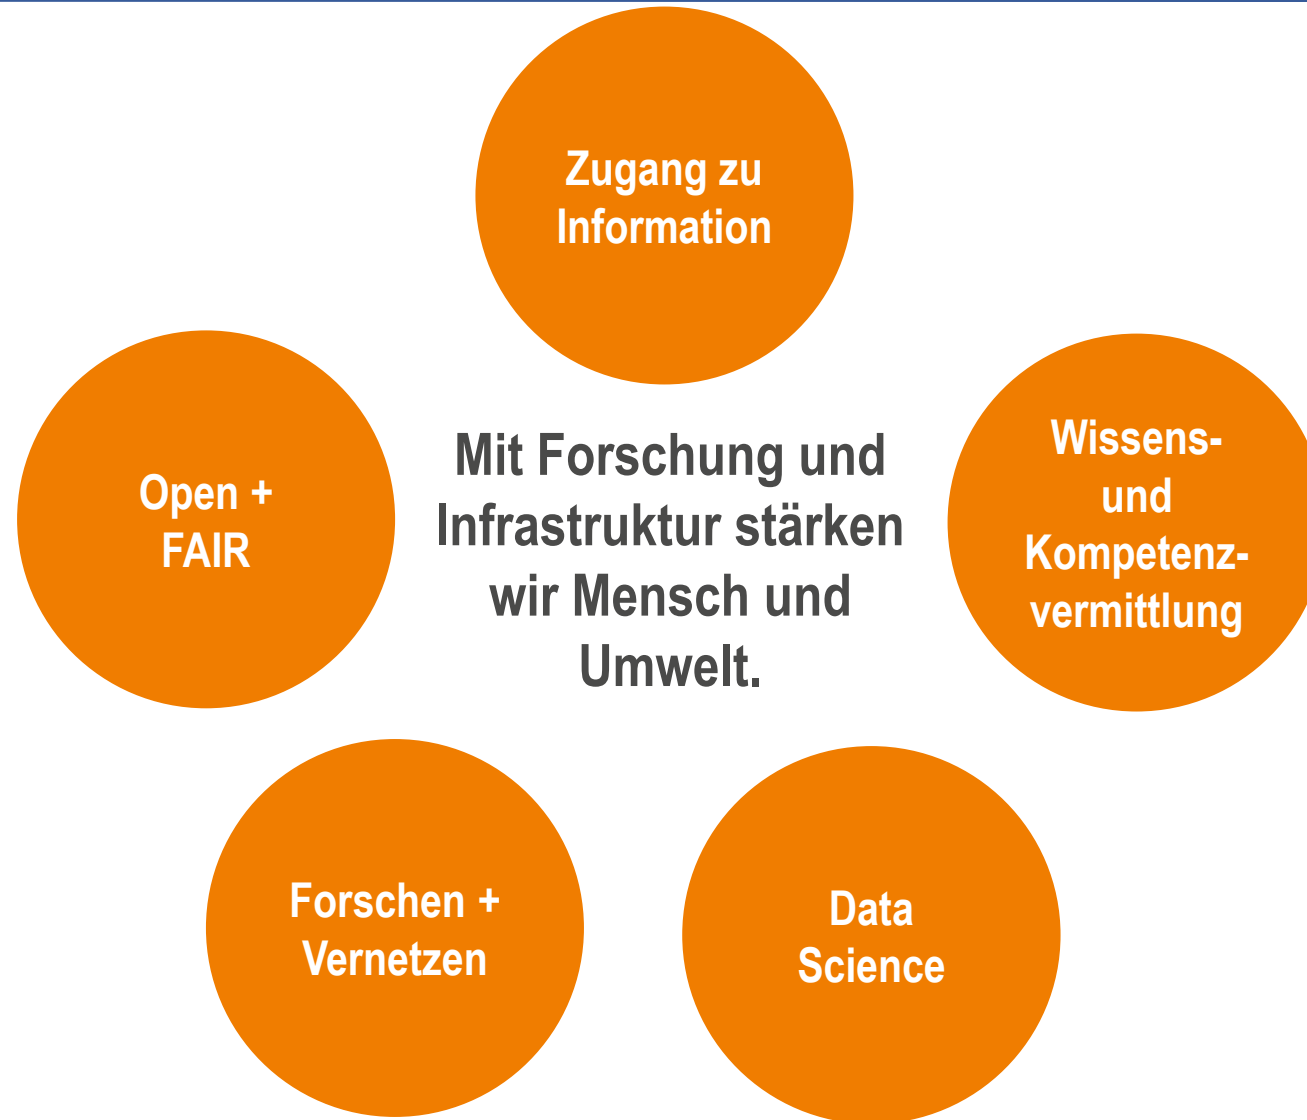 Zugang zu
Information
Open +
FAIR
Mit Forschung und
Infrastruktur stärken
wir Mensch und
Umwelt.
Wissens-
und
Kompetenz-
vermittlung
Forschen +
Vernetzen
Data
Science